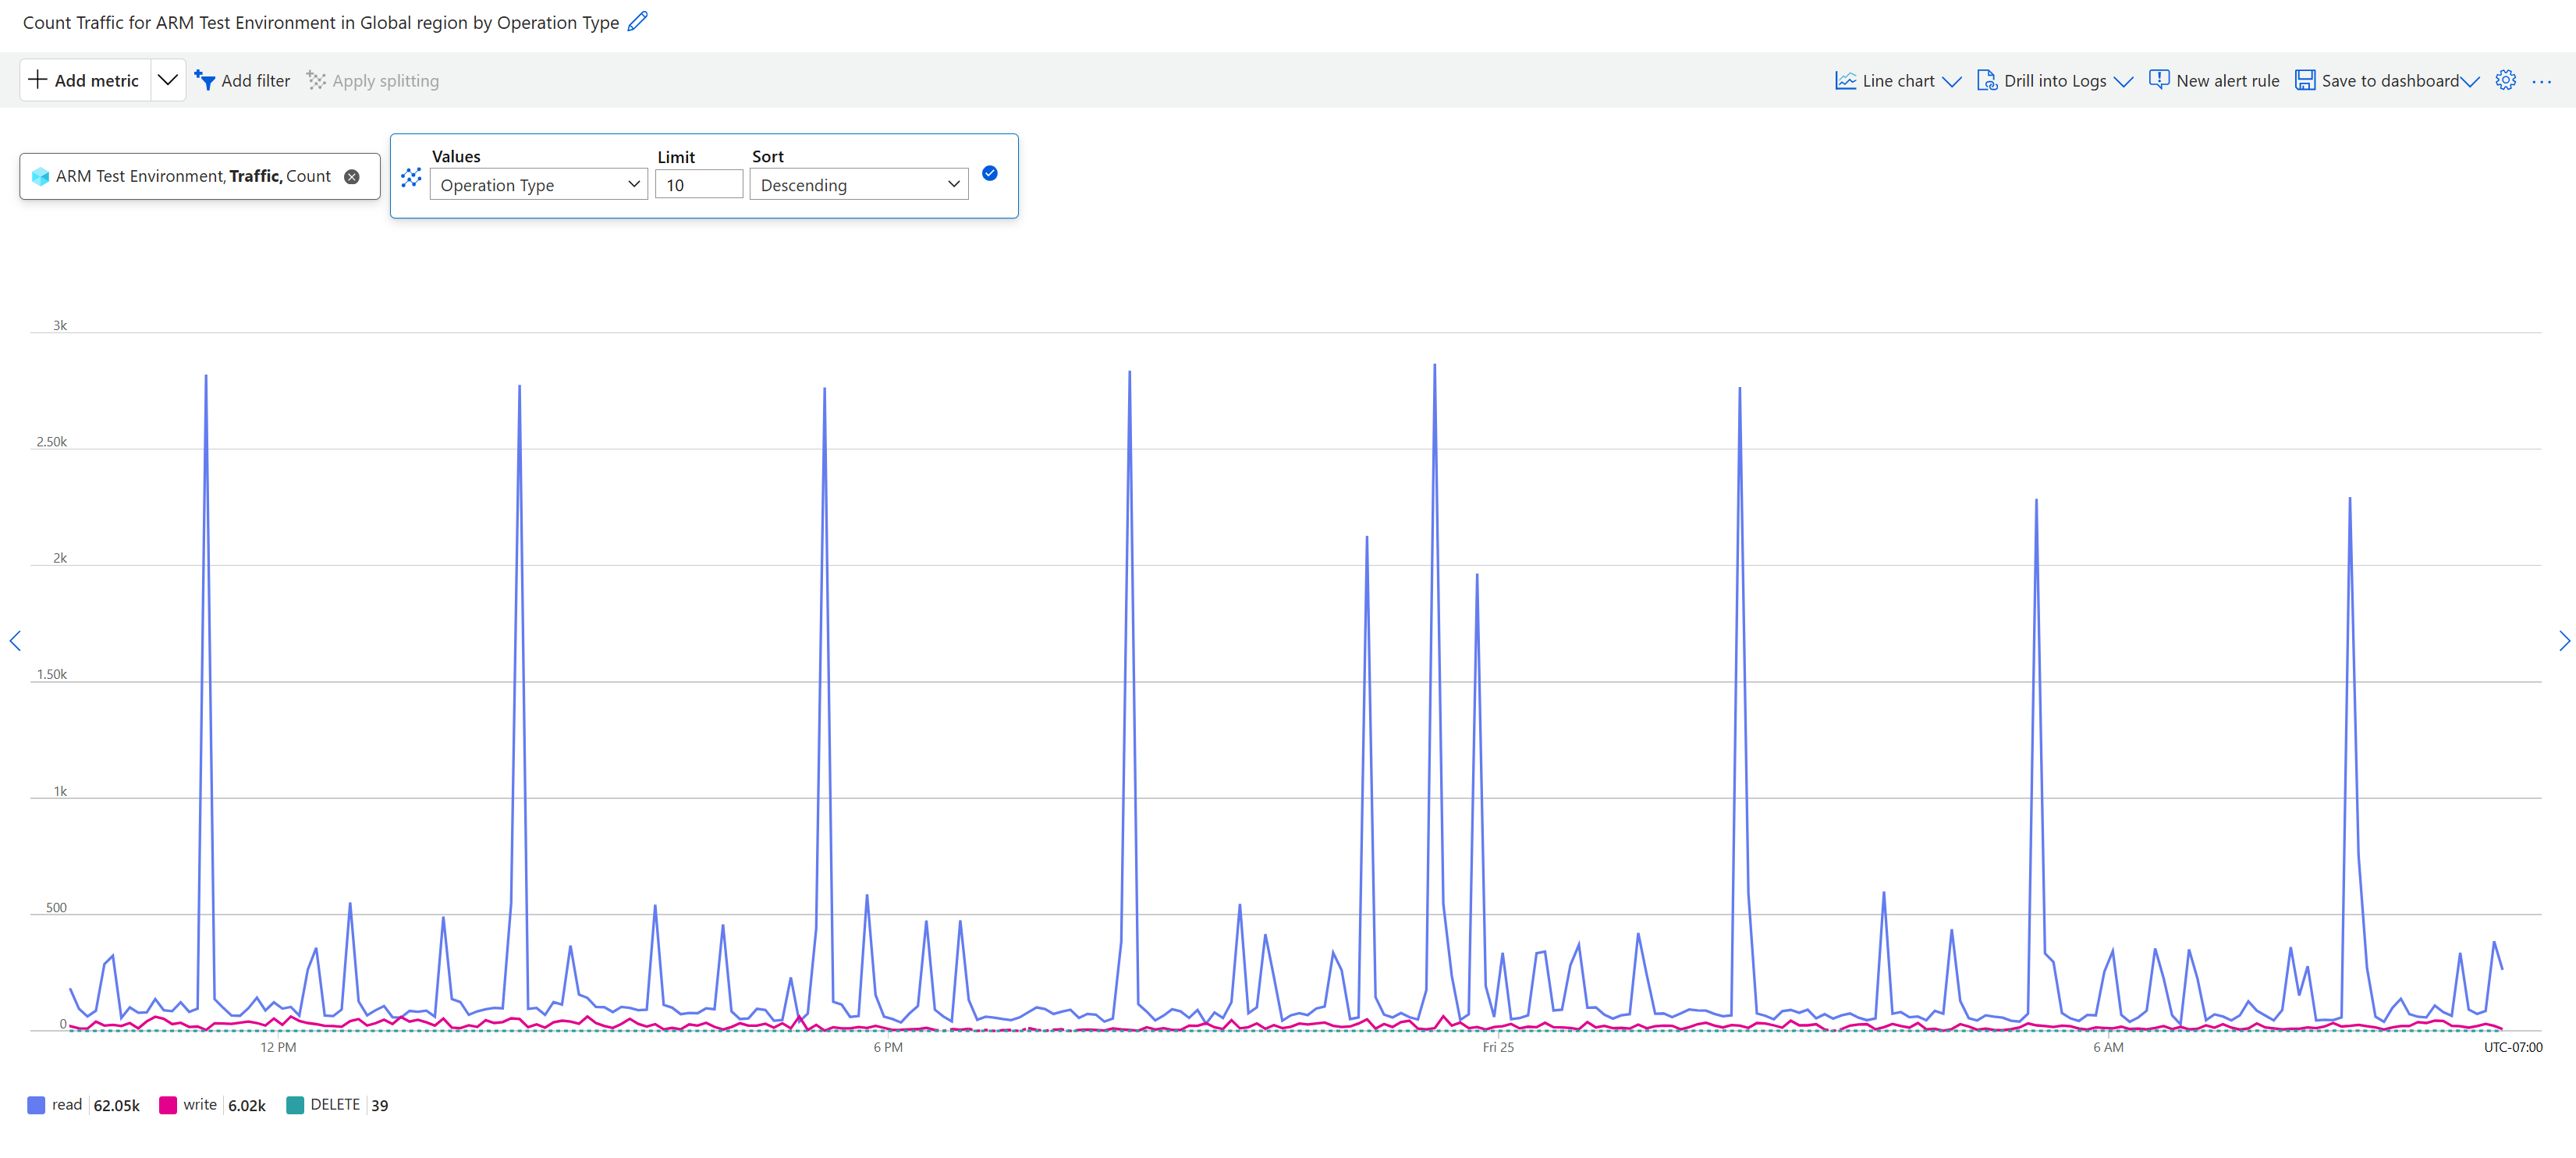 Count Traffic for ARM Test Environment in Global region by Operation Type
Add metric Add filter Apply splitting Line chart Drill into Logs New alert rule Save to dashboard ...
ARM Test Environment, Traffic, Count
Values Limit Sort
Operation Type 10 Descending
3k
2.50k
2k
1.50k
1k
500
0
12 PM 6 PM Fri 25 6 AM UTC-07:00
read 62.05k write 6.02k DELETE 39